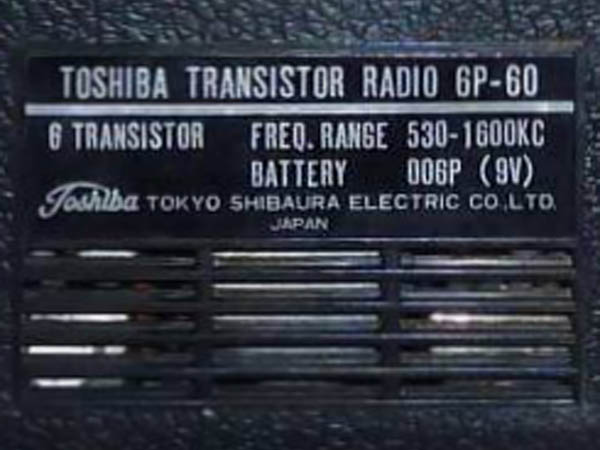 TOSHIBA TRANSISTOR RADIO 6P-60
6 TRANSISTOR FREQ. RANGE 530-1600KC
BATTERY 006P (9V)
Toshiba TOKYO SHIBAURA ELECTRIC CO.,LTD.
JAPAN